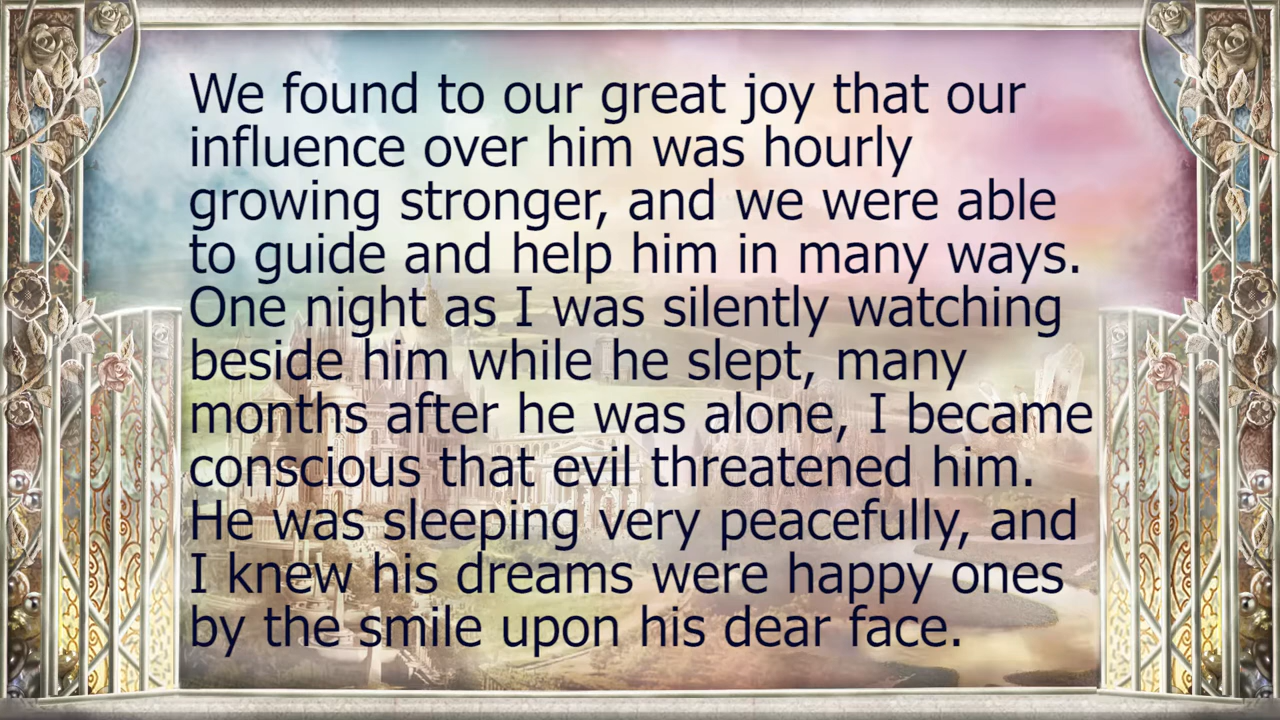 We found to our great joy that our
influence over him was hourly
growing stronger, and we were able
to guide and help him in many ways.
One night as I was silently watching
beside him while he slept, many
months after he was alone, I became
conscious that evil threatened him.
He was sleeping very peacefully, and
I knew his dreams were happy ones
by the smile upon his dear face.